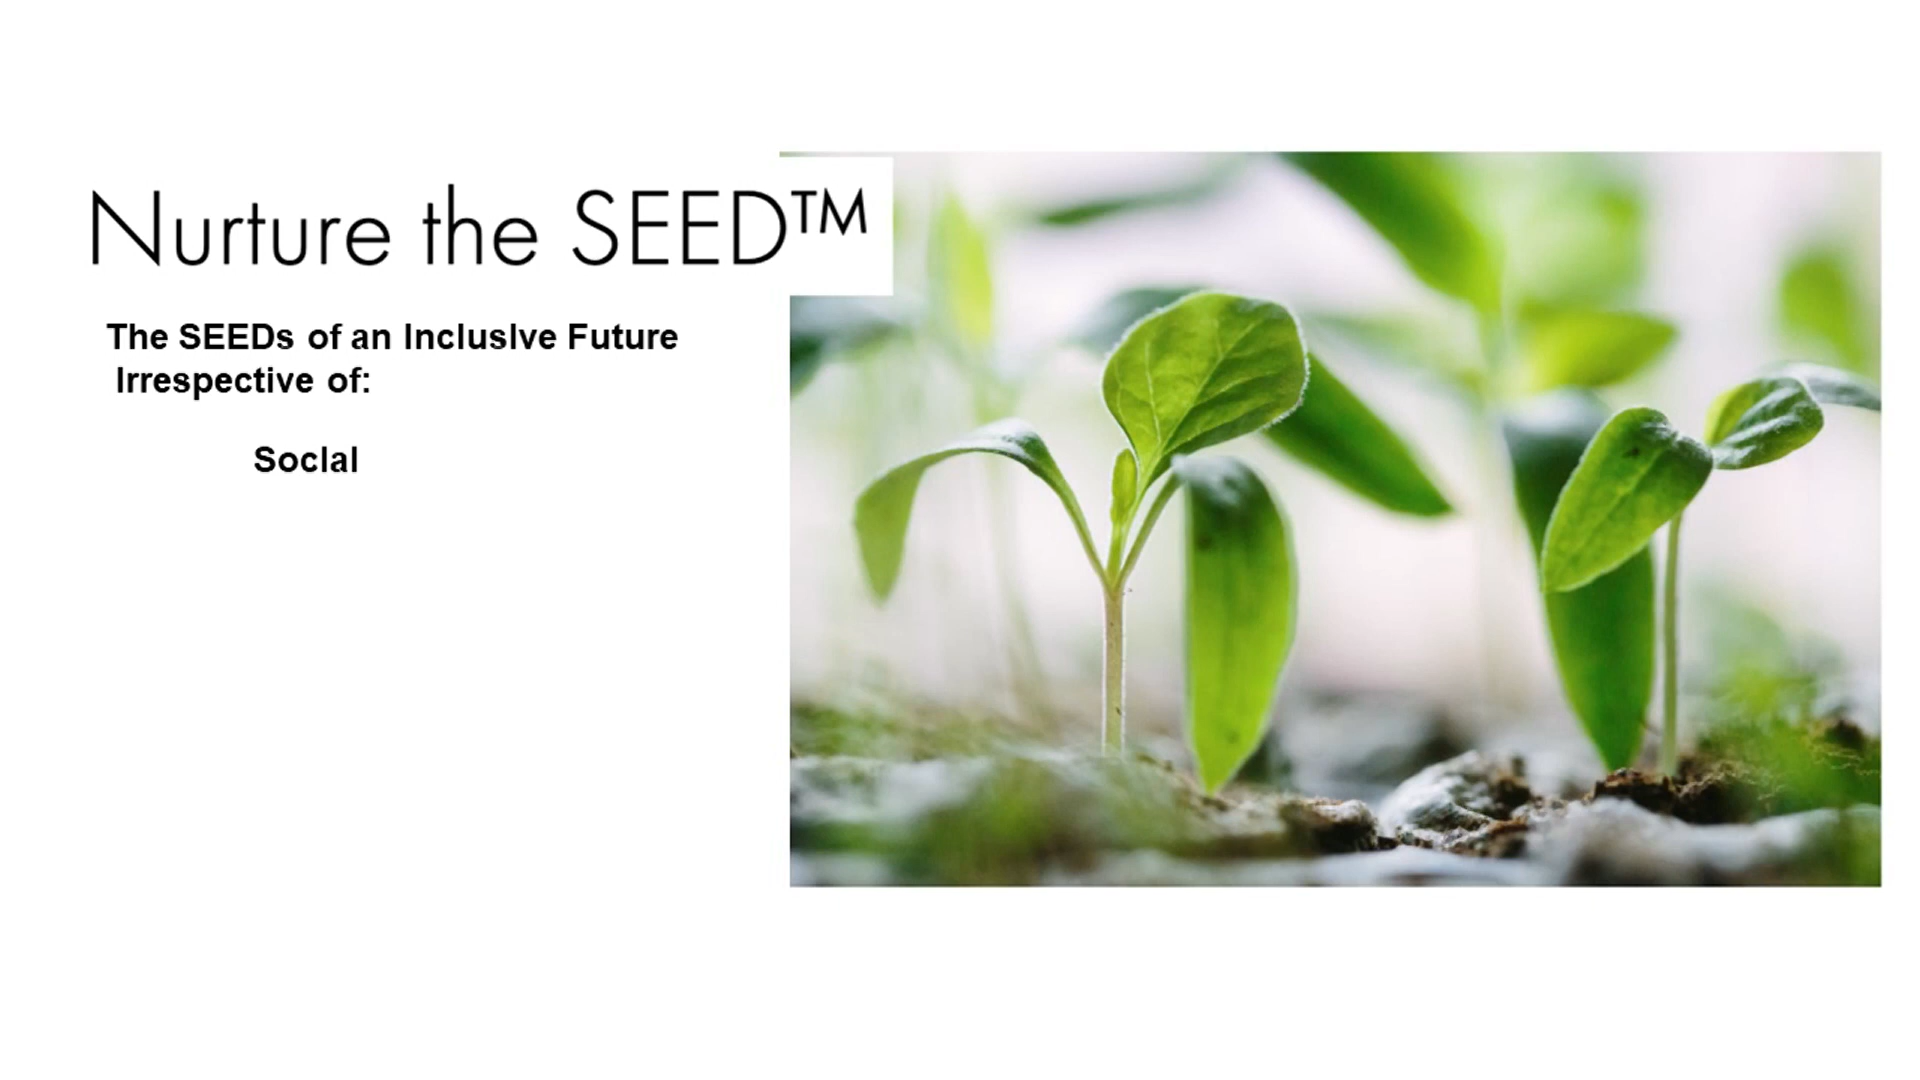 Nurture the SEED™
The SEEDs of an Inclusive Future
Irrespective of:
Social